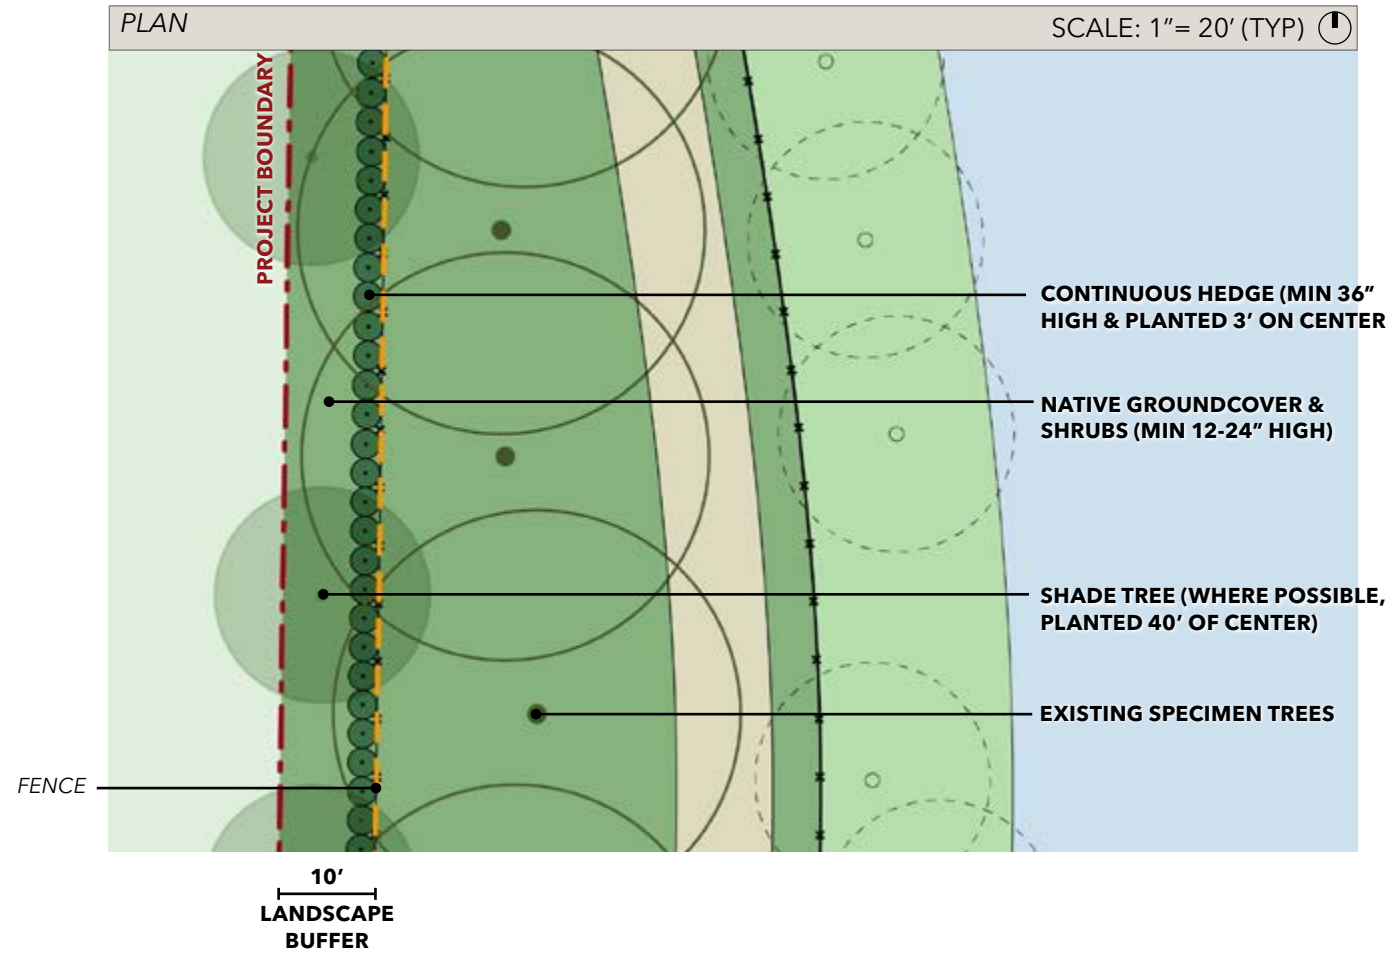 PLAN
SCALE: 1"= 20' (TYP)
PROJECT BOUNDARY
CONTINUOUS HEDGE (MIN 36"
HIGH & PLANTED 3' ON CENTER
NATIVE GROUNDCOVER &
SHRUBS (MIN 12-24" HIGH)
SHADE TREE (WHERE POSSIBLE,
PLANTED 40' OF CENTER)
EXISTING SPECIMEN TREES
FENCE
10'
LANDSCAPE
BUFFER